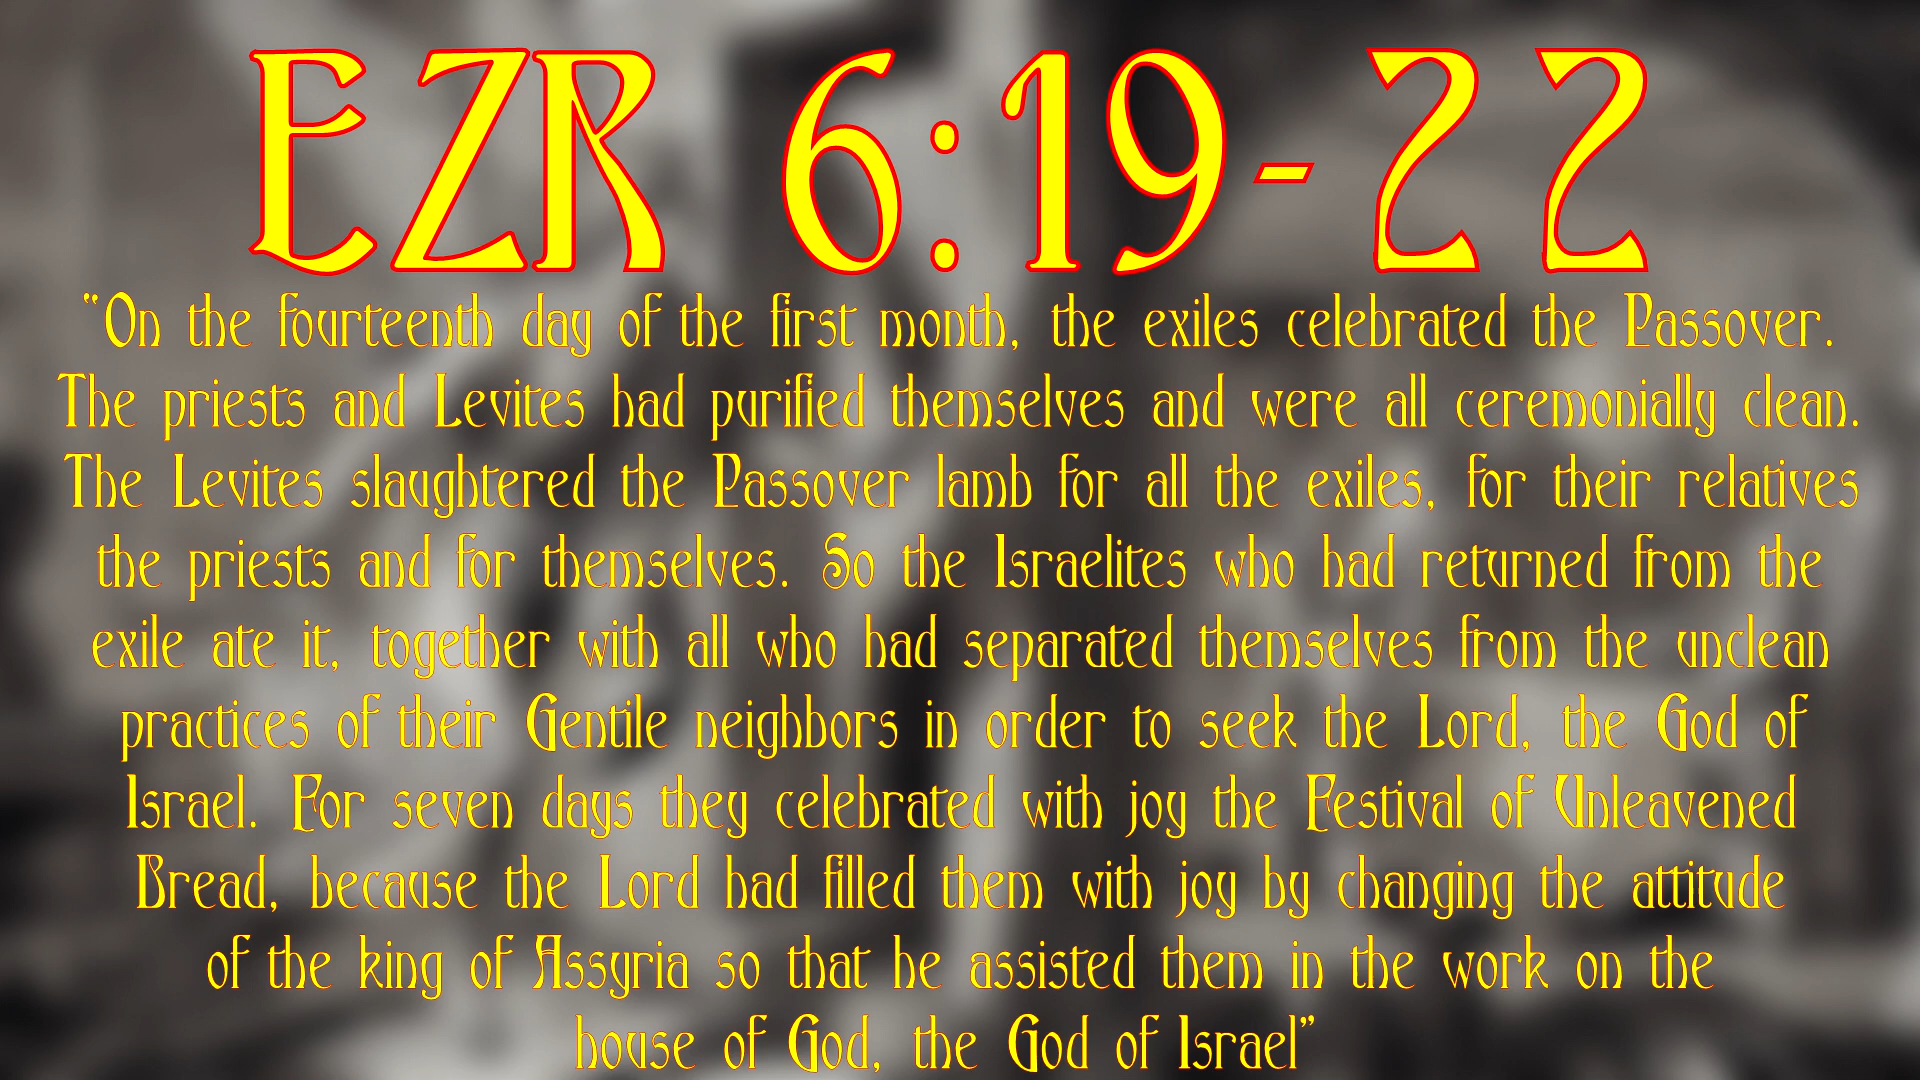 EZR 6:19-22
“On the fourteenth day of the first month, the exiles celebrated the Passover.
The priests and Levites had purified themselves and were all ceremonially clean.
The Levites slaughtered the Passover lamb for all the exiles, for their relatives
the priests and for themselves. So the Israelites who had returned from the
exile ate it, together with all who had separated themselves from the unclean
practices of their Gentile neighbors in order to seek the Lord, the God of
Israel. For seven days they celebrated with joy the Festival of Unleavened
Bread, because the Lord had filled them with joy by changing the attitude
of the king of Assyria so that he assisted them in the work on the
house of God, the God of Israel”